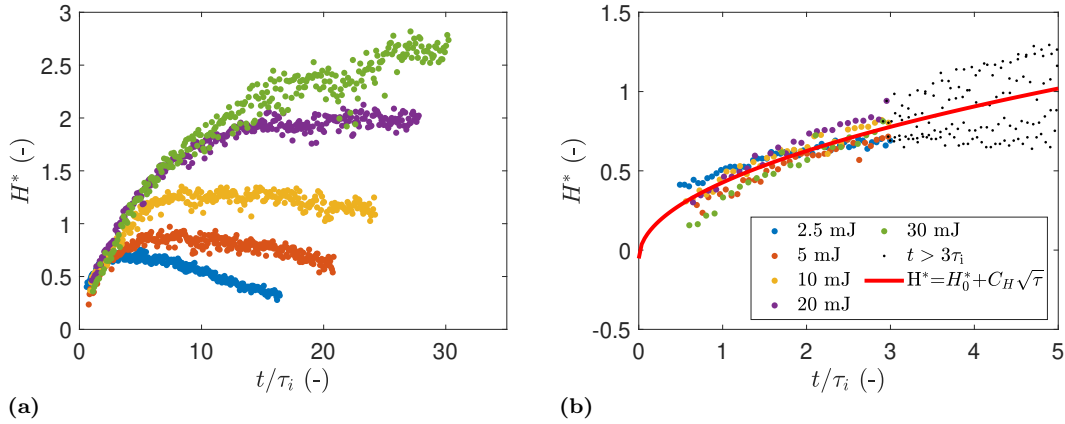 3
2.5
2
1.5
1
0.5
0
0 10 20 30
H* (-)
t/τᵢ (-)
(a)
1.5
1
0.5
0
-0.5
0 1 2 3 4 5
H* (-)
t/τᵢ (-)
2.5 mJ
5 mJ
10 mJ
20 mJ
30 mJ
t > 3τᵢ
H*=H₀*+C_H√τ
(b)